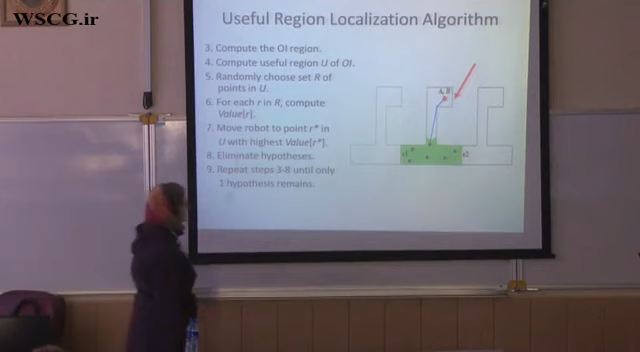 WSCG.ir
Useful Region Localization Algorithm
3. Compute the OI region.
4. Compute useful region U of OI.
5. Randomly choose set R of
points in U.
6. For each r in R, compute
Value[r].
7. Move robot to point r* in
U with highest Value[r*].
8. Eliminate hypotheses.
9. Repeat steps 3-8 until only
1 hypothesis remains.